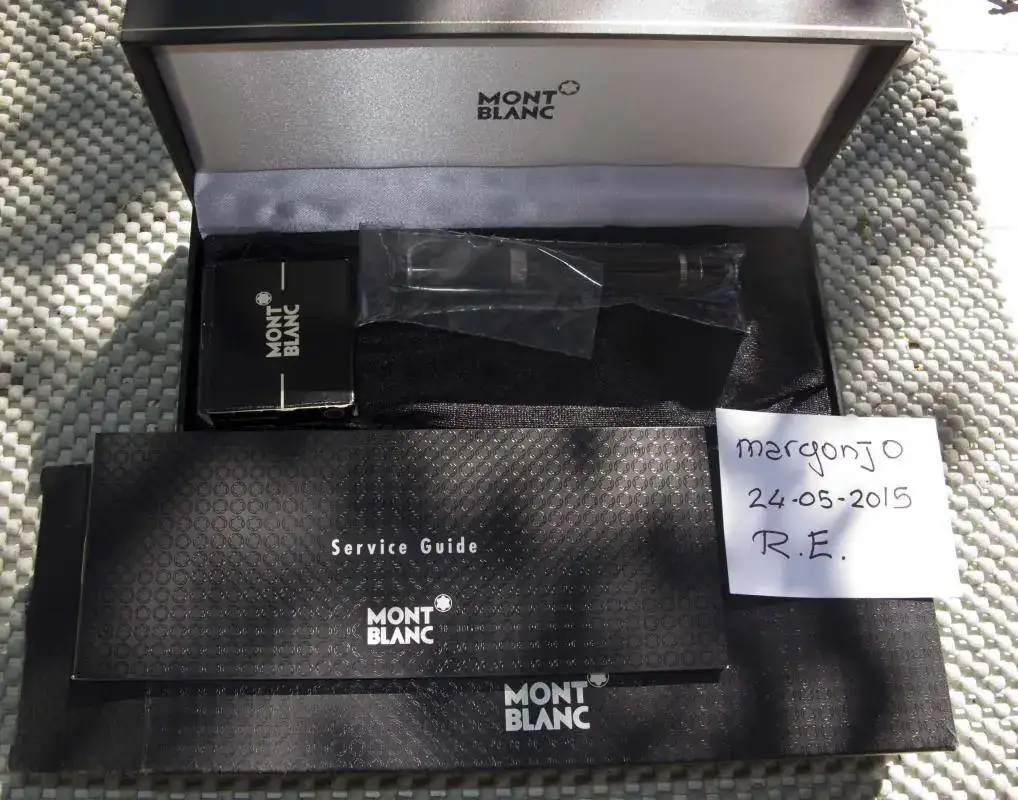 MONT
BLANC
MONT
BLANC
margonjo
24-05-2015
R.E.
Service Guide
MONT
BLANC
MONT
BLANC